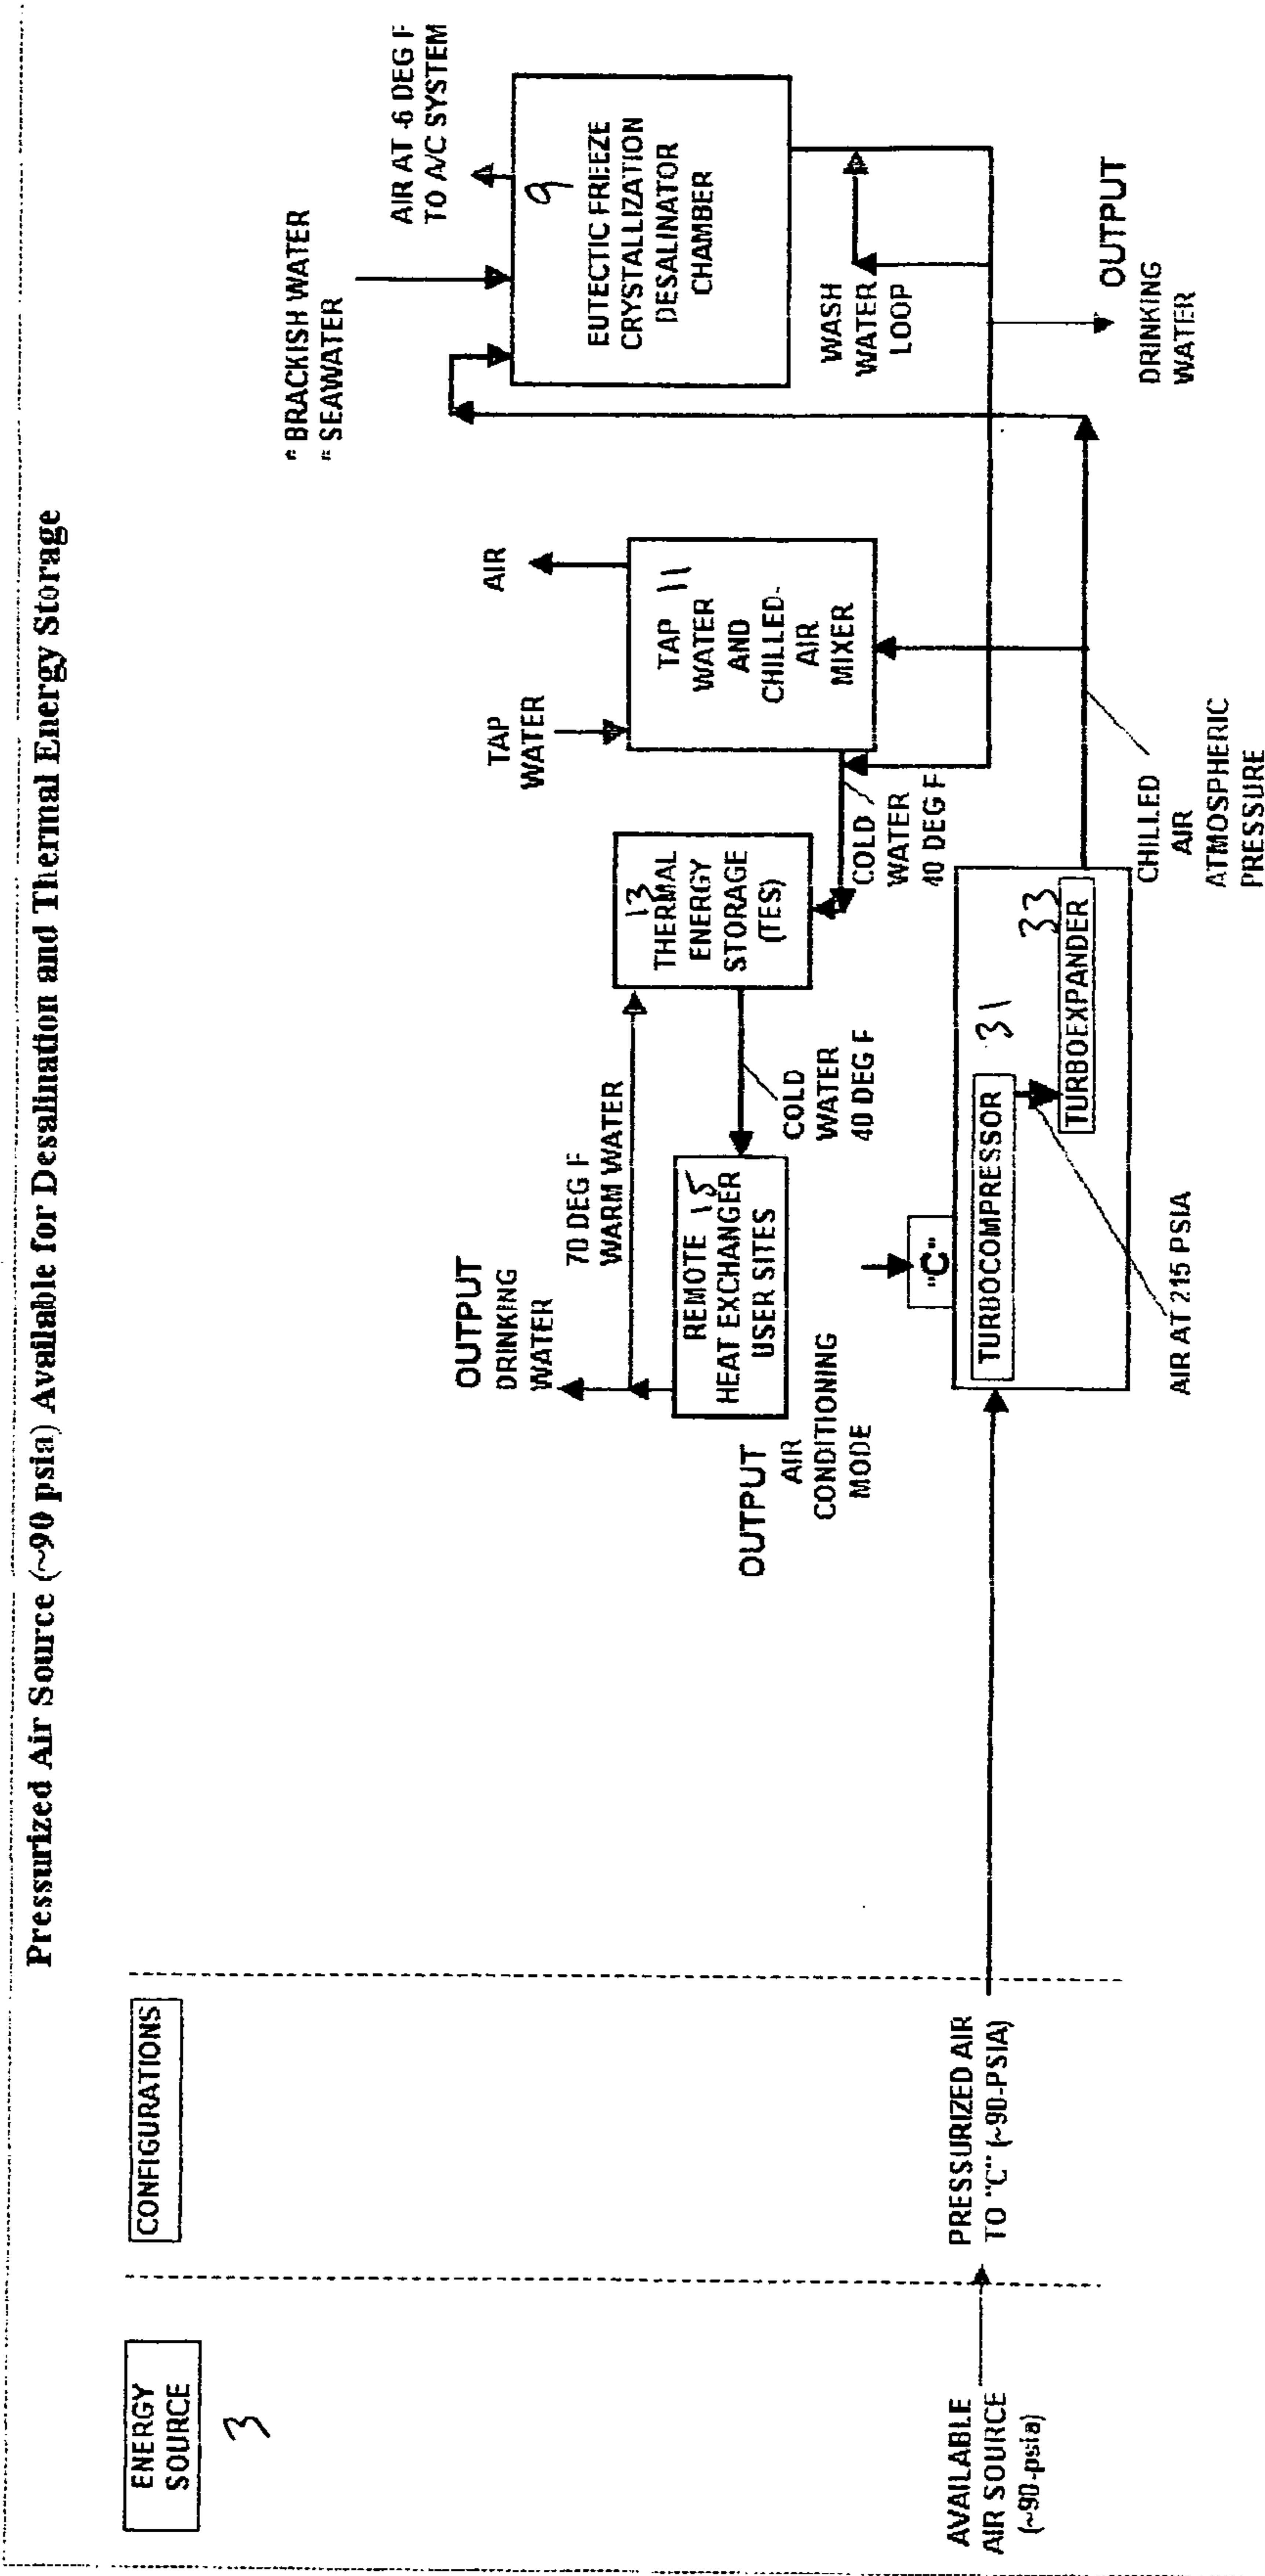 Pressurized Air Source (~90 psia) Available for Desalination and Thermal Energy Storage
ENERGY
SOURCE
3
CONFIGURATIONS
AVAILABLE
AIR SOURCE
(~90-psia)
PRESSURIZED AIR
TO "C" (~90-PSIA)
OUTPUT
DRINKING
WATER
70 DEG F
WARM WATER
REMOTE 15
HEAT EXCHANGER
USER SITES
OUTPUT
AIR
CONDITIONING
MODE
COLD
WATER
40 DEG F
13
THERMAL
ENERGY
STORAGE
(TES)
TAP
WATER
AIR
TAP 11
WATER
AND
CHILLED-
AIR
MIXER
COLD
WATER
40 DEG F
" BRACKISH WATER
" SEAWATER
AIR AT -6 DEG F
TO A/C SYSTEM
9
EUTECTIC FREEZE
CRYSTALLIZATION
DESALINATOR
CHAMBER
WASH
WATER
LOOP
OUTPUT
DRINKING
WATER
"C"
TURBOCOMPRESSOR 31
TURBOEXPANDER 33
AIR AT 215 PSIA
CHILLED
AIR
ATMOSPHERIC
PRESSURE